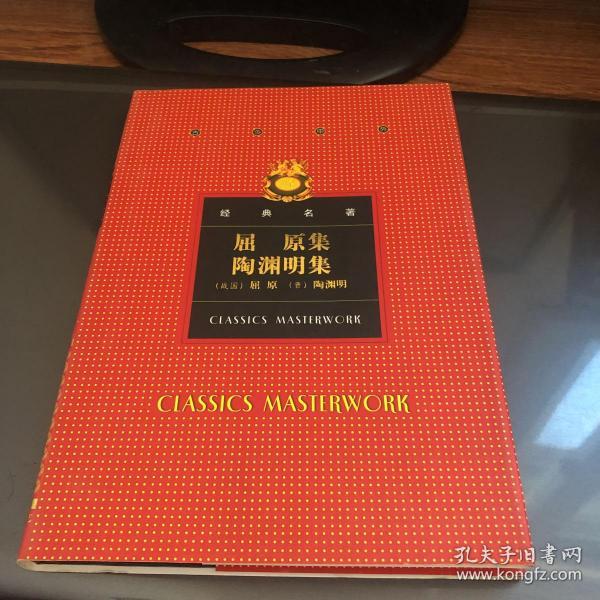 经典名著
屈 原集
陶渊明集
(战国) 屈原 (晋) 陶渊明
CLASSICS MASTERWORK
CLASSICS MASTERWORK
孔夫子旧书网
www.kongfz.com